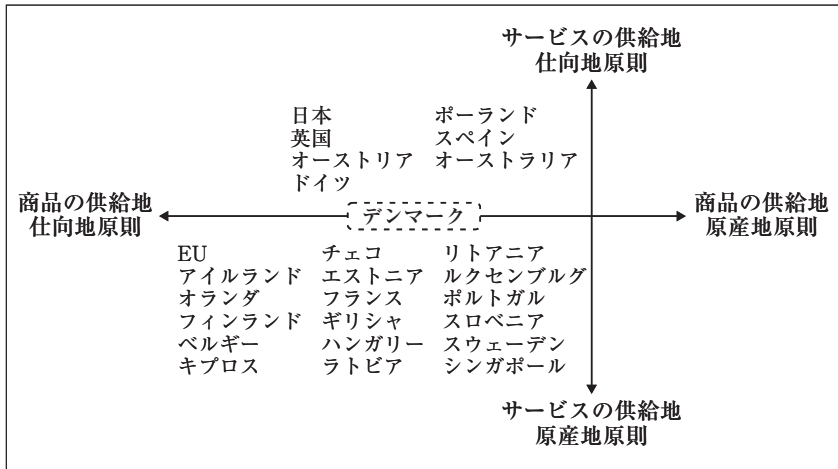 サービスの供給地
仕向地原則
日本 ポーランド
英国 スペイン
オーストリア オーストラリア
ドイツ
商品の供給地
仕向地原則
デンマーク
商品の供給地
原産地原則
EU チェコ リトアニア
アイルランド エストニア ルクセンブルグ
オランダ フランス ポルトガル
フィンランド ギリシャ スロベニア
ベルギー ハンガリー スウェーデン
キプロス ラトビア シンガポール
サービスの供給地
原産地原則